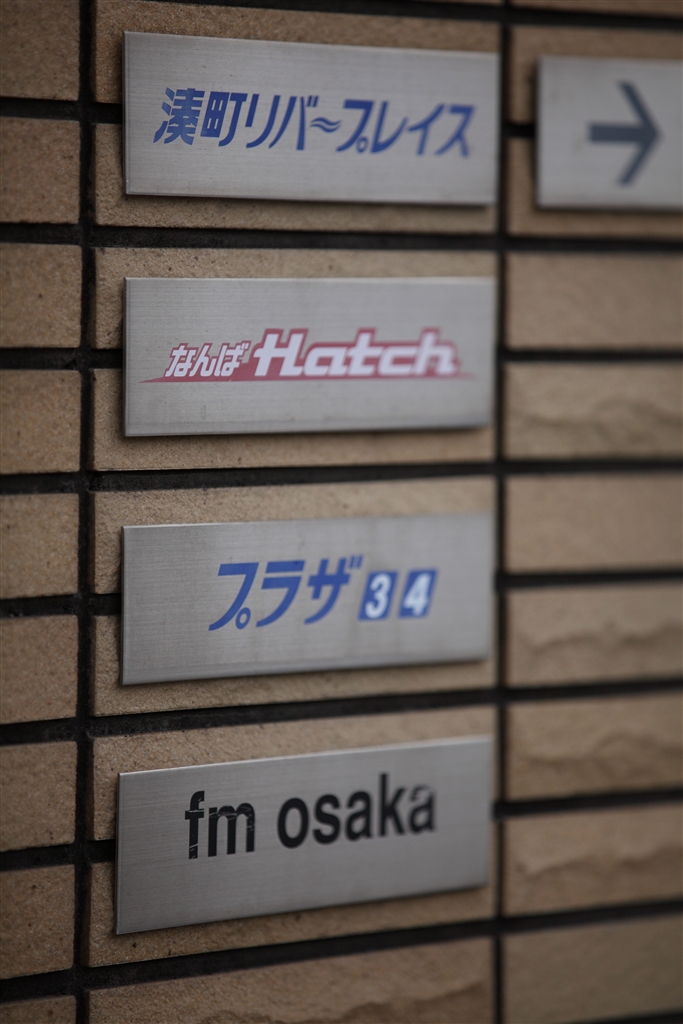 湊町リバープレイス
→
なんばHatch
プラザ34
fm osaka